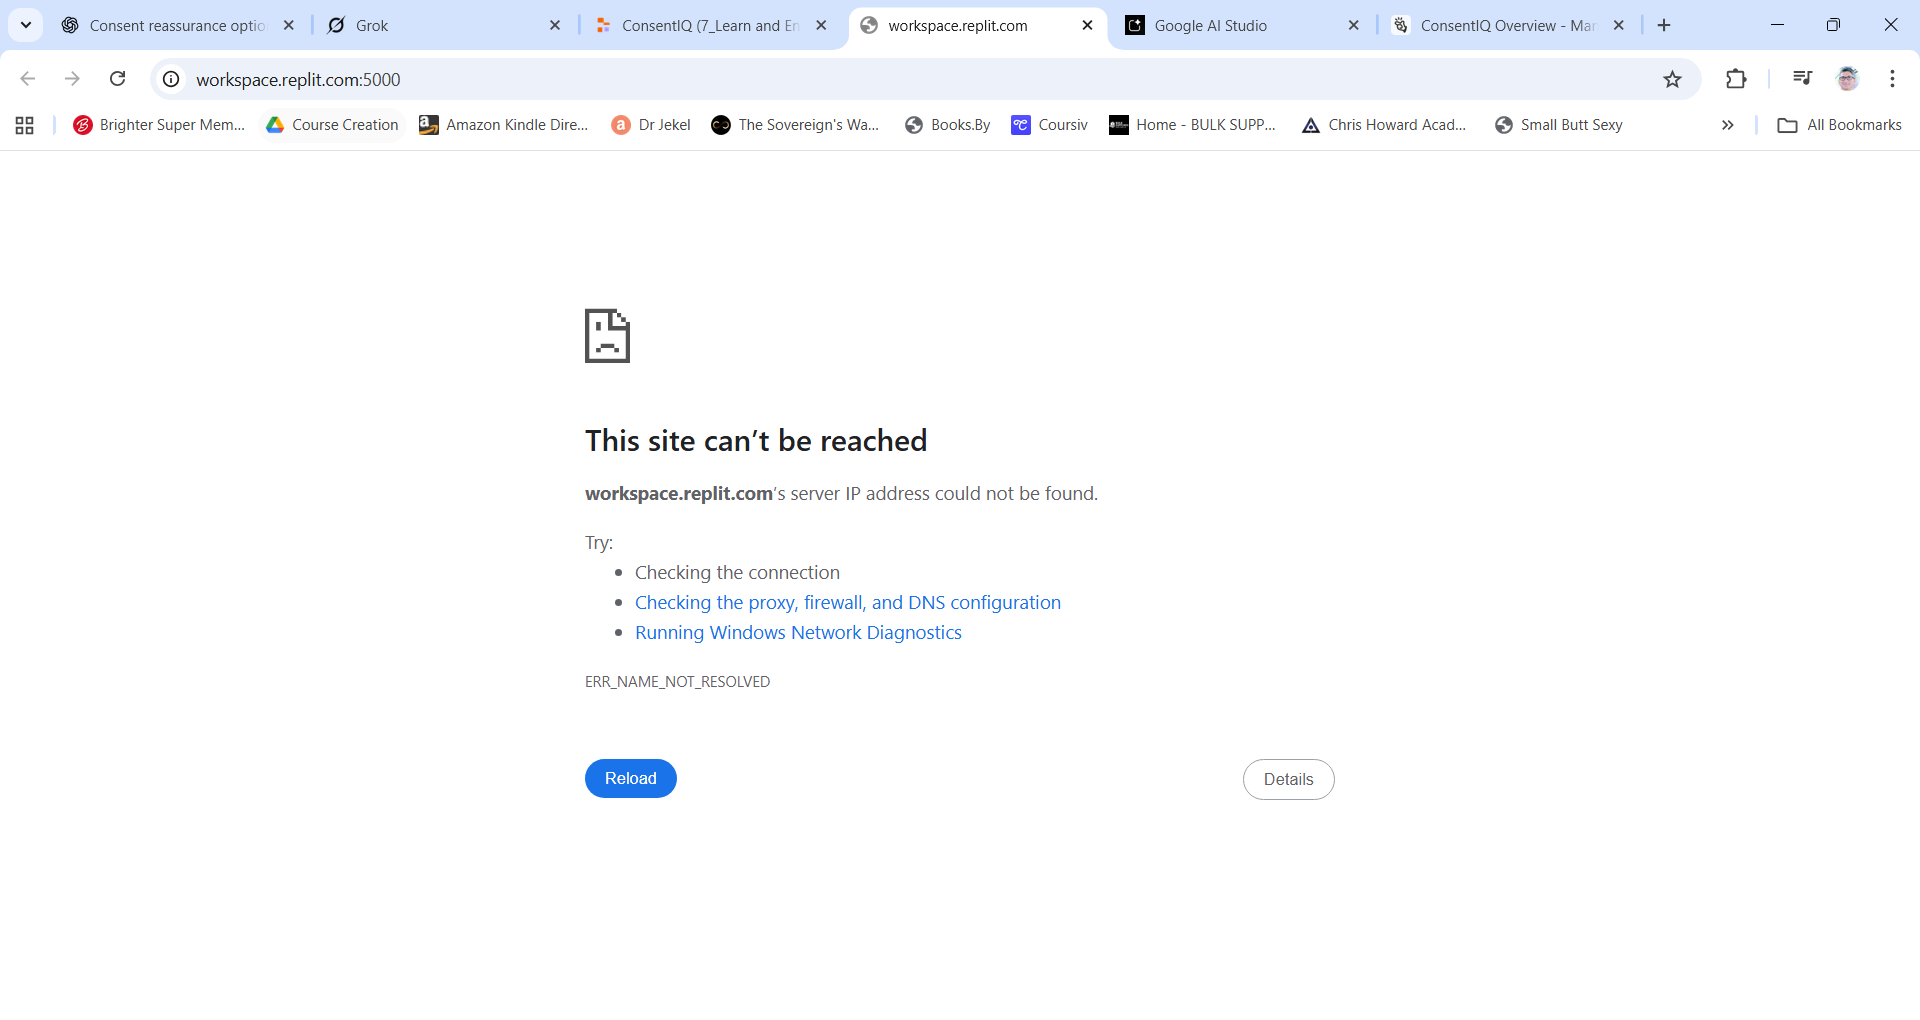 Consent reassurance optio
Grok
ConsentIQ (7_Learn and En
workspace.replit.com
Google AI Studio
ConsentIQ Overview - Man
workspace.replit.com:5000
Brighter Super Mem...
Course Creation
Amazon Kindle Dire...
Dr Jekel
The Sovereign's Wa...
Books.By
Coursiv
Home - BULK SUPP...
Chris Howard Acad...
Small Butt Sexy
All Bookmarks
This site can’t be reached
workspace.replit.com’s server IP address could not be found.
Try:
Checking the connection
Checking the proxy, firewall, and DNS configuration
Running Windows Network Diagnostics
ERR_NAME_NOT_RESOLVED
Reload
Details